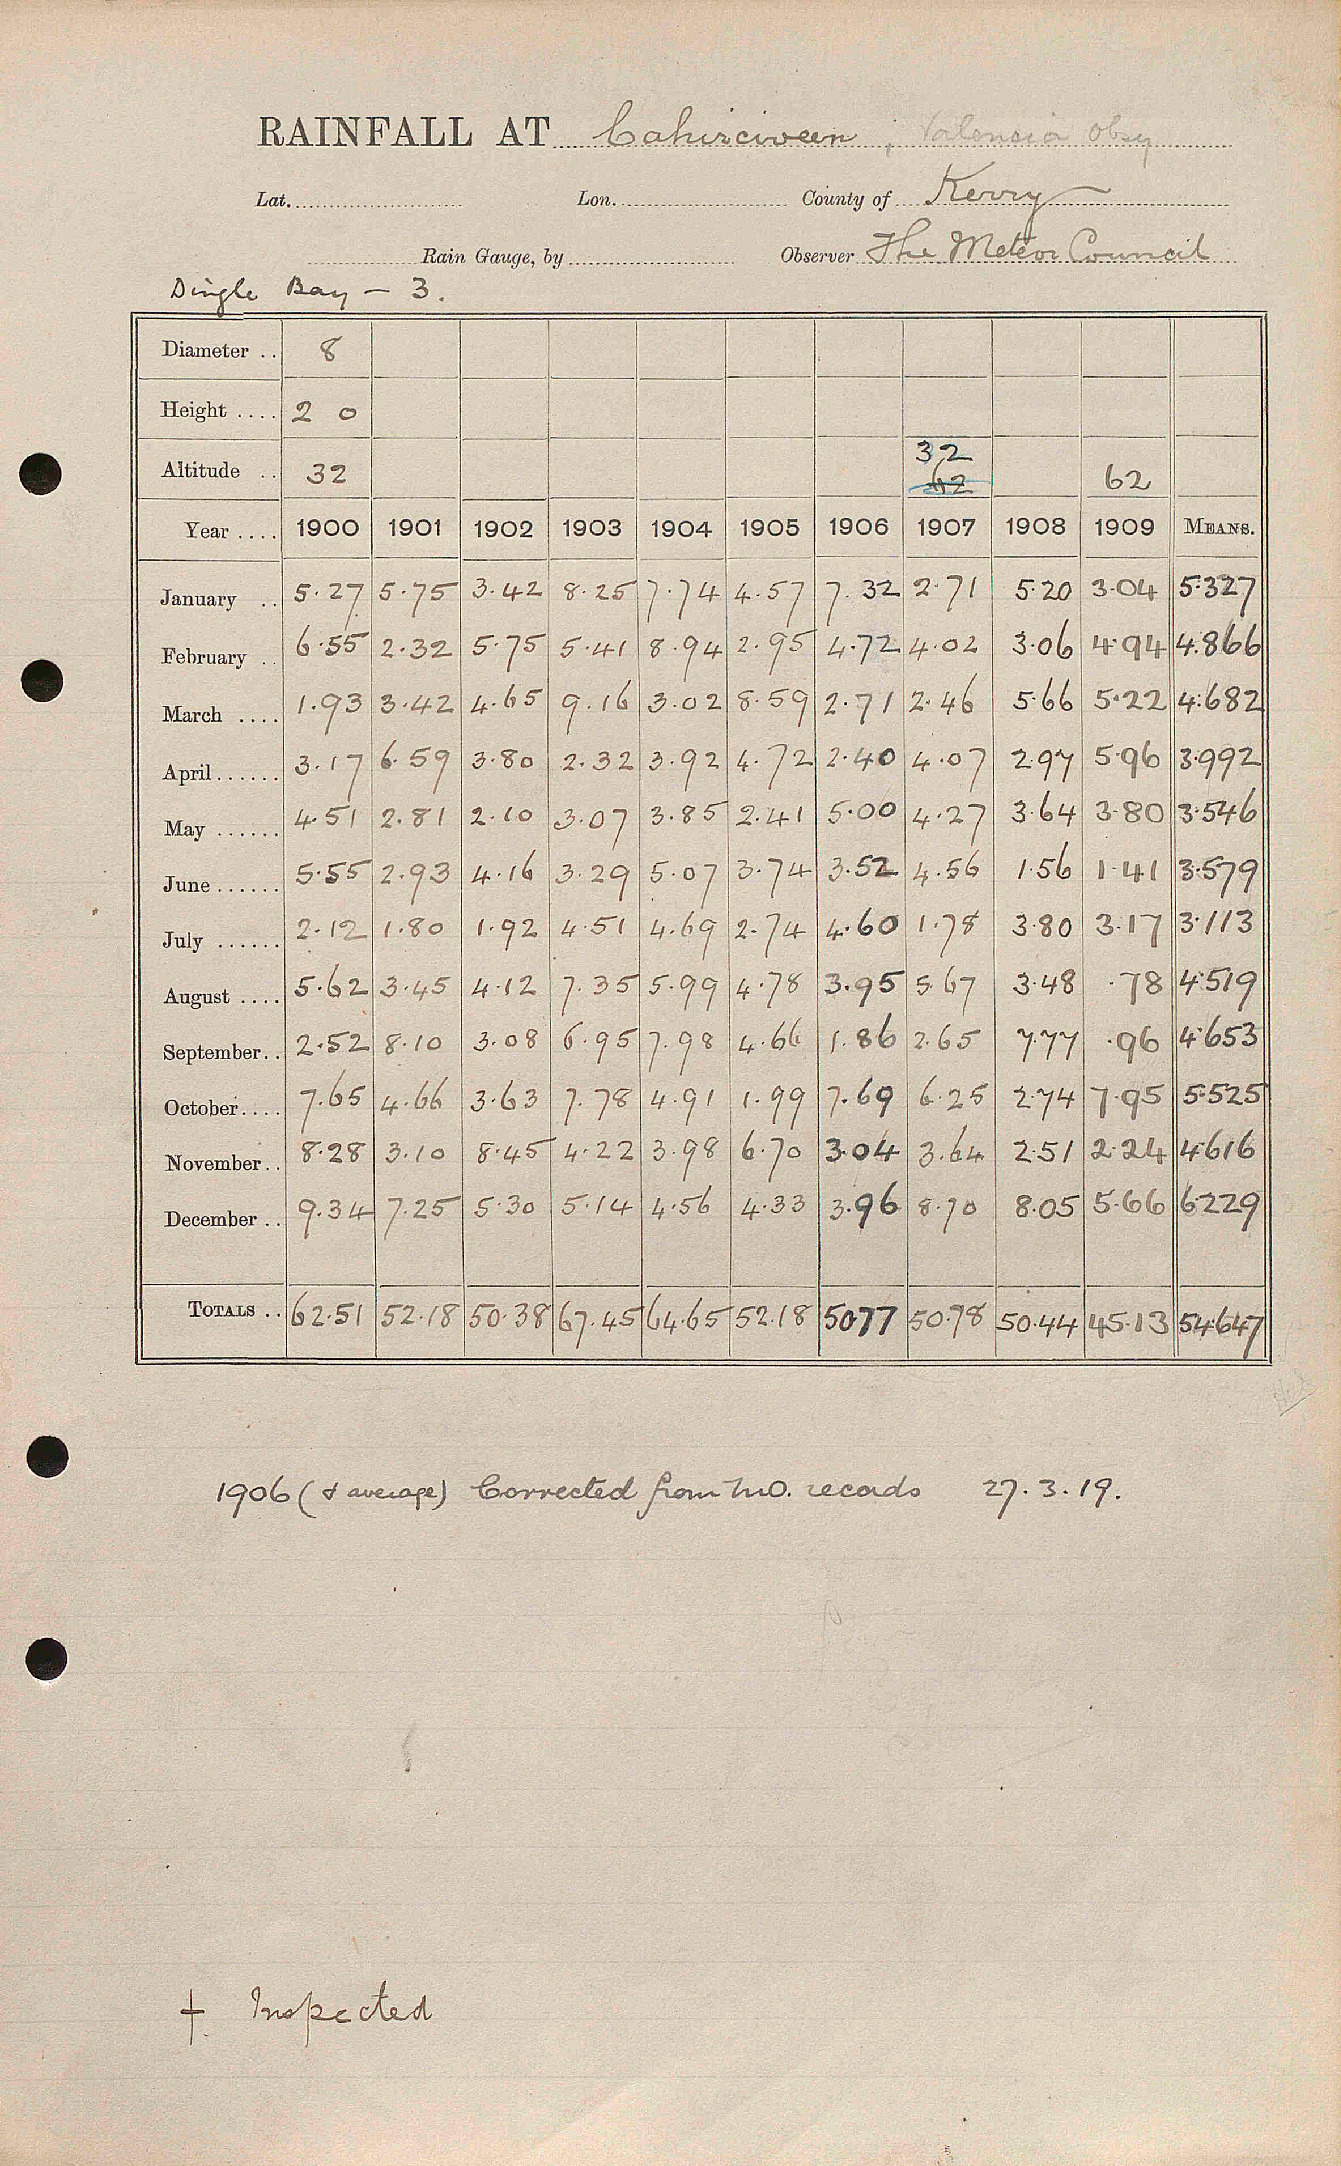 RAINFALL AT Cahirciveen, Valencia Obsy
Lat. Lon. County of Kerry
Rain Gauge, by Observer The Meteor Council
Dingle Bay — 3.
Diameter .. 8
Height .... 2 0
Altitude .. 32 32 62
62
Year .... 1900 1901 1902 1903 1904 1905 1906 1907 1908 1909 MEANS.
January .. 5.27 5.75 3.42 8.25 7.74 4.57 7.32 2.71 5.20 3.04 5.327
February .. 6.55 2.32 5.75 5.41 8.94 2.95 4.72 4.02 3.06 4.94 4.866
March .... 1.93 3.42 4.65 9.16 3.02 8.59 2.71 2.46 5.66 5.22 4.682
April...... 3.17 6.59 3.80 2.32 3.92 4.72 2.40 4.07 2.97 5.96 3.992
May ...... 4.51 2.81 2.10 3.07 3.85 2.41 5.00 4.27 3.64 3.80 3.546
June...... 5.55 2.93 4.16 3.29 5.07 3.74 3.52 4.56 1.56 1.41 3.579
July ...... 2.12 1.80 1.92 4.51 4.69 2.74 4.60 1.78 3.80 3.17 3.113
August .... 5.62 3.45 4.12 7.35 5.99 4.78 3.95 5.67 3.48 .78 4.519
September.. 2.52 8.10 3.08 6.95 7.98 4.66 1.86 2.65 7.77 .96 4.653
October.... 7.65 4.66 3.63 7.78 4.91 1.99 7.69 6.25 2.74 7.95 5.525
November.. 8.28 3.10 8.45 4.22 3.98 6.70 3.04 3.64 2.51 2.24 4.616
December .. 9.34 7.25 5.30 5.14 4.56 4.33 3.96 8.70 8.05 5.66 6.229
TOTALS .. 62.51 52.18 50.38 67.45 64.65 52.18 50.77 50.78 50.44 45.13 54.647
1906 (& average) Corrected from M.O. records 27.3.19.
† Inspected